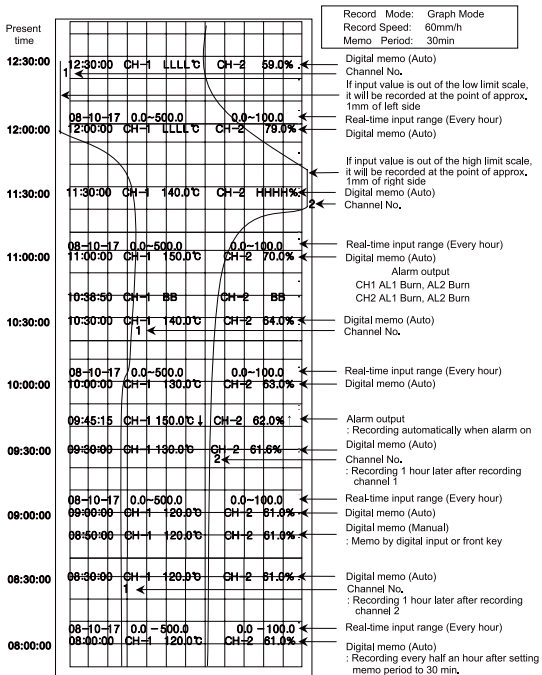 Record Mode: Graph Mode
Record Speed: 60mm/h
Memo Period: 30min
Present
time
12:30:00 12:30:00 CH-1 LLLL℃ CH-2 59.0% Digital memo (Auto)
1 Channel No.
If input value is out of the low limit scale,
it will be recorded at the point of approx.
1mm of left side
08-10-17 0.0~500.0 0.0~100.0 Real-time input range (Every hour)
12:00:00 12:00:00 CH-1 LLLL℃ CH-2 79.0% Digital memo (Auto)
If input value is out of the high limit scale,
it will be recorded at the point of approx.
1mm of right side
11:30:00 11:30:00 CH-1 140.0℃ CH-2 HHHH% Digital memo (Auto)
2 Channel No.
08-10-17 0.0~500.0 0.0~100.0 Real-time input range (Every hour)
11:00:00 11:00:00 CH-1 150.0℃ CH-2 70.0% Digital memo (Auto)
Alarm output
CH1 AL1 Burn, AL2 Burn
10:38:50 CH-1 BB CH-2 BB CH2 AL1 Burn, AL2 Burn
10:30:00 10:30:00 CH-1 140.0℃ CH-2 64.0% Digital memo (Auto)
1 Channel No.
08-10-17 0.0~500.0 0.0~100.0 Real-time input range (Every hour)
10:00:00 10:00:00 CH-1 130.0℃ CH-2 63.0% Digital memo (Auto)
09:45:15 CH-1 150.0℃ ↓ CH-2 62.0% ↑ Alarm output
: Recording automatically when alarm on
09:30:00 09:30:00 CH-1 130.0℃ CH-2 61.6% Digital memo (Auto)
2 Channel No.
: Recording 1 hour later after recording
channel 1
08-10-17 0.0~500.0 0.0~100.0 Real-time input range (Every hour)
09:00:00 09:00:00 CH-1 120.0℃ CH-2 61.0% Digital memo (Auto)
08:50:00 CH-1 120.0℃ CH-2 61.0% Digital memo (Manual)
: Memo by digital input or front key
08:30:00 08:30:00 CH-1 120.0℃ CH-2 61.0% Digital memo (Auto)
1 Channel No.
: Recording 1 hour later after recording
channel 2
08-10-17 0.0 - 500.0 0.0 - 100.0 Real-time input range (Every hour)
08:00:00 08:00:00 CH-1 120.0℃ CH-2 61.0% Digital memo (Auto)
: Recording every half an hour after setting
memo period to 30 min.